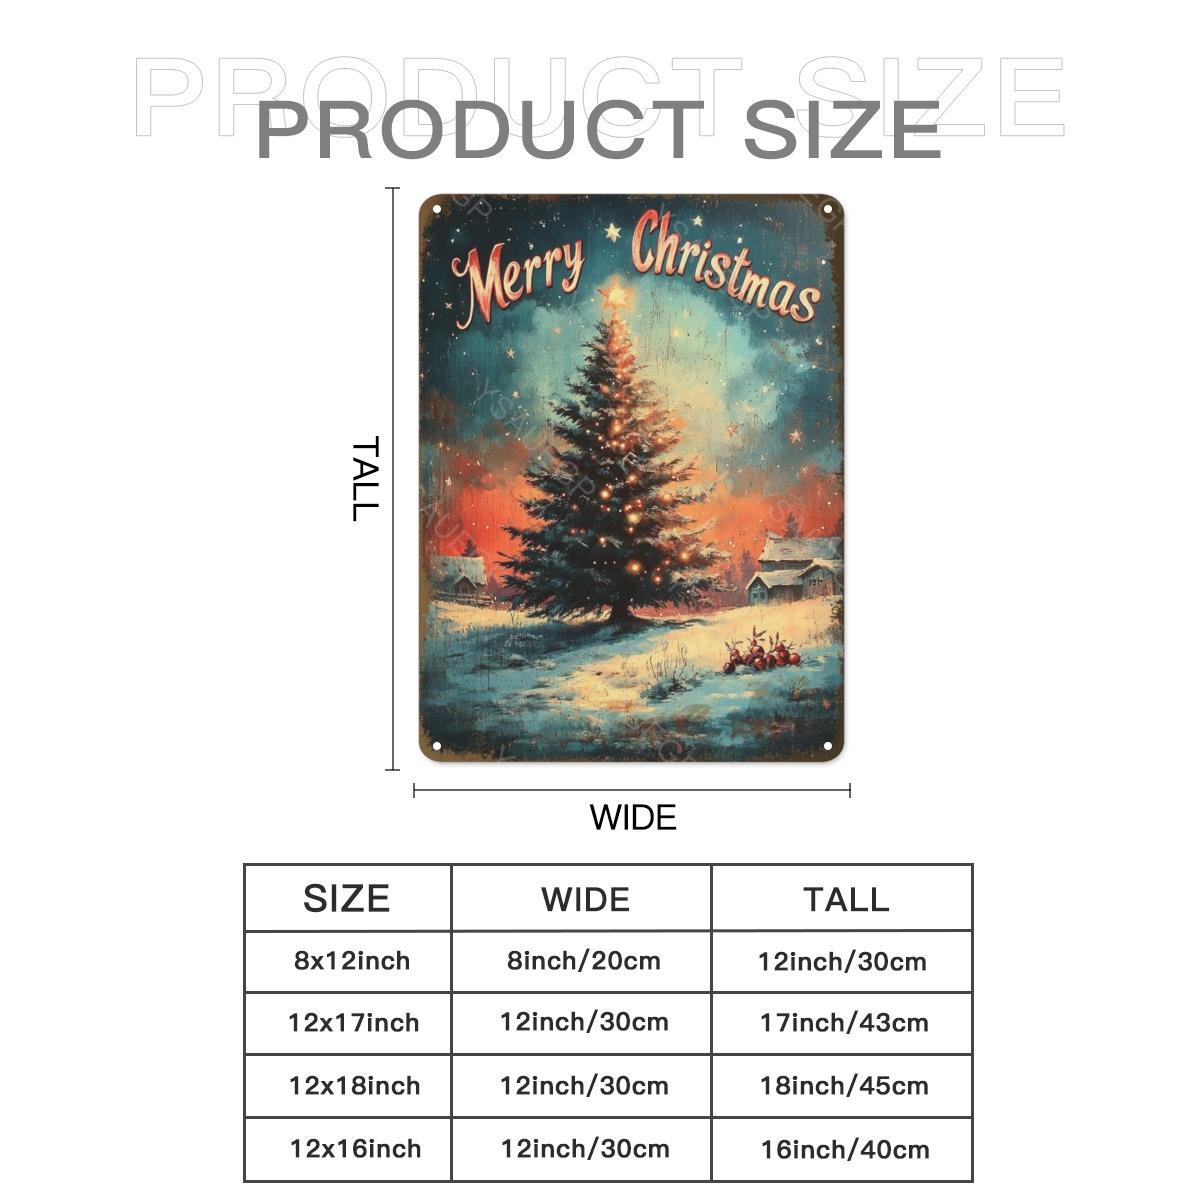 PRODUCT SIZE
PRODUCT SIZE
Merry Christmas
TALL
WIDE
SIZE WIDE TALL
8x12inch 8inch/20cm 12inch/30cm
12x17inch 12inch/30cm 17inch/43cm
12x18inch 12inch/30cm 18inch/45cm
12x16inch 12inch/30cm 16inch/40cm